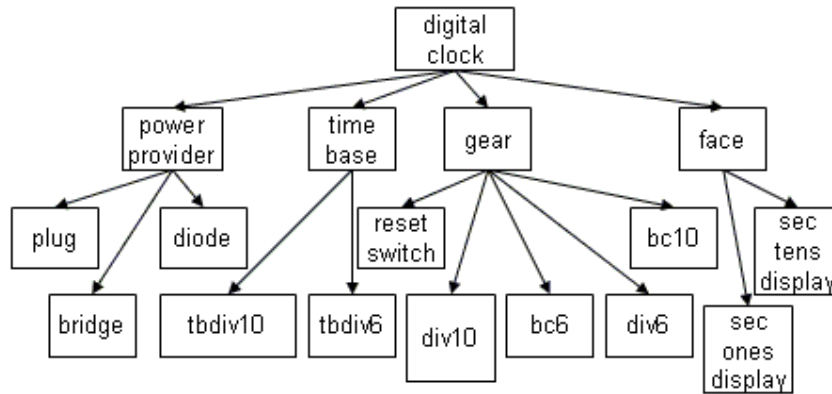 digital
clock
power
provider
time
base
gear
face
plug
diode
reset
switch
bc10
sec
tens
display
bridge
tbdiv10
tbdiv6
div10
bc6
div6
sec
ones
display